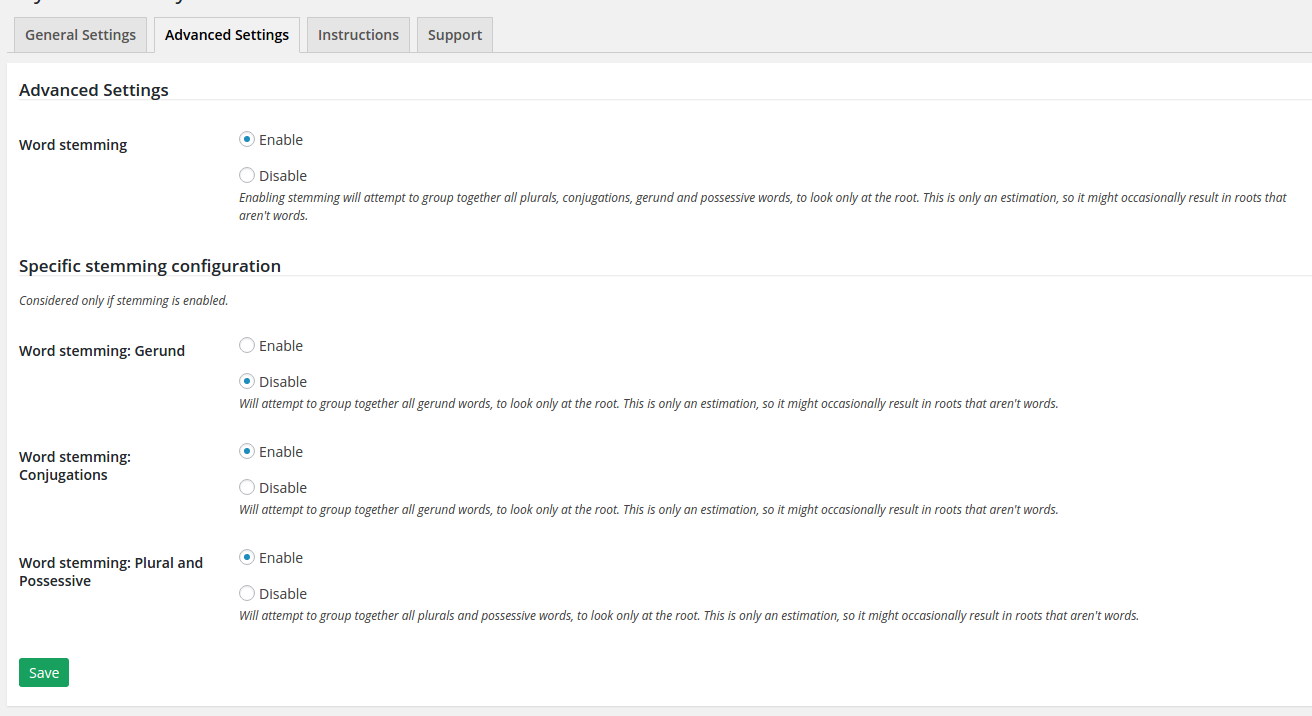 General Settings
Advanced Settings
Instructions
Support
Advanced Settings
Word stemming
Enable
Disable
Enabling stemming will attempt to group together all plurals, conjugations, gerund and possessive words, to look only at the root. This is only an estimation, so it might occasionally result in roots that
aren't words.
Specific stemming configuration
Considered only if stemming is enabled.
Word stemming: Gerund
Enable
Disable
Will attempt to group together all gerund words, to look only at the root. This is only an estimation, so it might occasionally result in roots that aren't words.
Word stemming:
Conjugations
Enable
Disable
Will attempt to group together all gerund words, to look only at the root. This is only an estimation, so it might occasionally result in roots that aren't words.
Word stemming: Plural and
Possessive
Enable
Disable
Will attempt to group together all plurals and possessive words, to look only at the root. This is only an estimation, so it might occasionally result in roots that aren't words.
Save